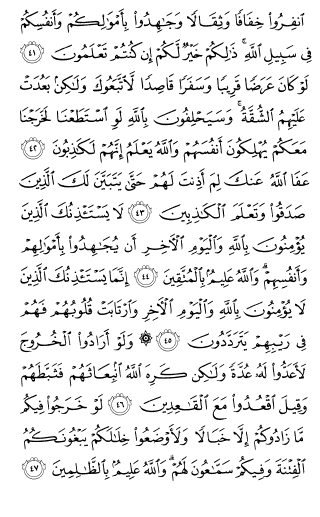 ٱنفِرُوا۟ خِفَافًا وَثِقَالًا وَجَٰهِدُوا۟ بِأَمْوَٰلِكُمْ وَأَنفُسِكُمْ
فِى سَبِيلِ ٱللَّهِ ۚ ذَٰلِكُمْ خَيْرٌ لَّكُمْ إِن كُنتُمْ تَعْلَمُونَ ٤١
لَوْ كَانَ عَرَضًا قَرِيبًا وَسَفَرًا قَاصِدًا لَّٱتَّبَعُوكَ وَلَٰكِنۢ بَعُدَتْ
عَلَيْهِمُ ٱلشُّقَّةُ ۚ وَسَيَحْلِفُونَ بِٱللَّهِ لَوِ ٱسْتَطَعْنَا لَخَرَجْنَا
مَعَكُمْ يُهْلِكُونَ أَنفُسَهُمْ وَٱللَّهُ يَعْلَمُ إِنَّهُمْ لَكَٰذِبُونَ ٤٢
عَفَا ٱللَّهُ عَنكَ لِمَ أَذِنتَ لَهُمْ حَتَّىٰ يَتَبَيَّنَ لَكَ ٱلَّذِينَ
صَدَقُوا۟ وَتَعْلَمَ ٱلْكَٰذِبِينَ ٤٣ لَا يَسْتَـْٔذِنُكَ ٱلَّذِينَ
يُؤْمِنُونَ بِٱللَّهِ وَٱلْيَوْمِ ٱلْـَٔاخِرِ أَن يُجَٰهِدُوا۟ بِأَمْوَٰلِهِمْ
وَأَنفُسِهِمْ ۗ وَٱللَّهُ عَلِيمٌۢ بِٱلْمُتَّقِينَ ٤٤ إِنَّمَا يَسْتَـْٔذِنُكَ ٱلَّذِينَ
لَا يُؤْمِنُونَ بِٱللَّهِ وَٱلْيَوْمِ ٱلْـَٔاخِرِ وَٱرْتَابَتْ قُلُوبُهُمْ فَهُمْ
فِى رَيْبِهِمْ يَتَرَدَّدُونَ ٤٥ ۞ وَلَوْ أَرَادُوا۟ ٱلْخُرُوجَ
لَأَعَدُّوا۟ لَهُۥ عُدَّةً وَلَٰكِن كَرِهَ ٱللَّهُ ٱنۢبِعَاثَهُمْ فَثَبَّطَهُمْ
وَقِيلَ ٱقْعُدُوا۟ مَعَ ٱلْقَٰعِدِينَ ٤٦ لَوْ خَرَجُوا۟ فِيكُم
مَّا زَادُوكُمْ إِلَّا خَبَالًا وَلَأَوْضَعُوا۟ خِلَٰلَكُمْ يَبْغُونَكُمُ
ٱلْفِتْنَةَ وَفِيكُمْ سَمَّٰعُونَ لَهُمْ ۗ وَٱللَّهُ عَلِيمٌۢ بِٱلظَّٰلِمِينَ ٤٧